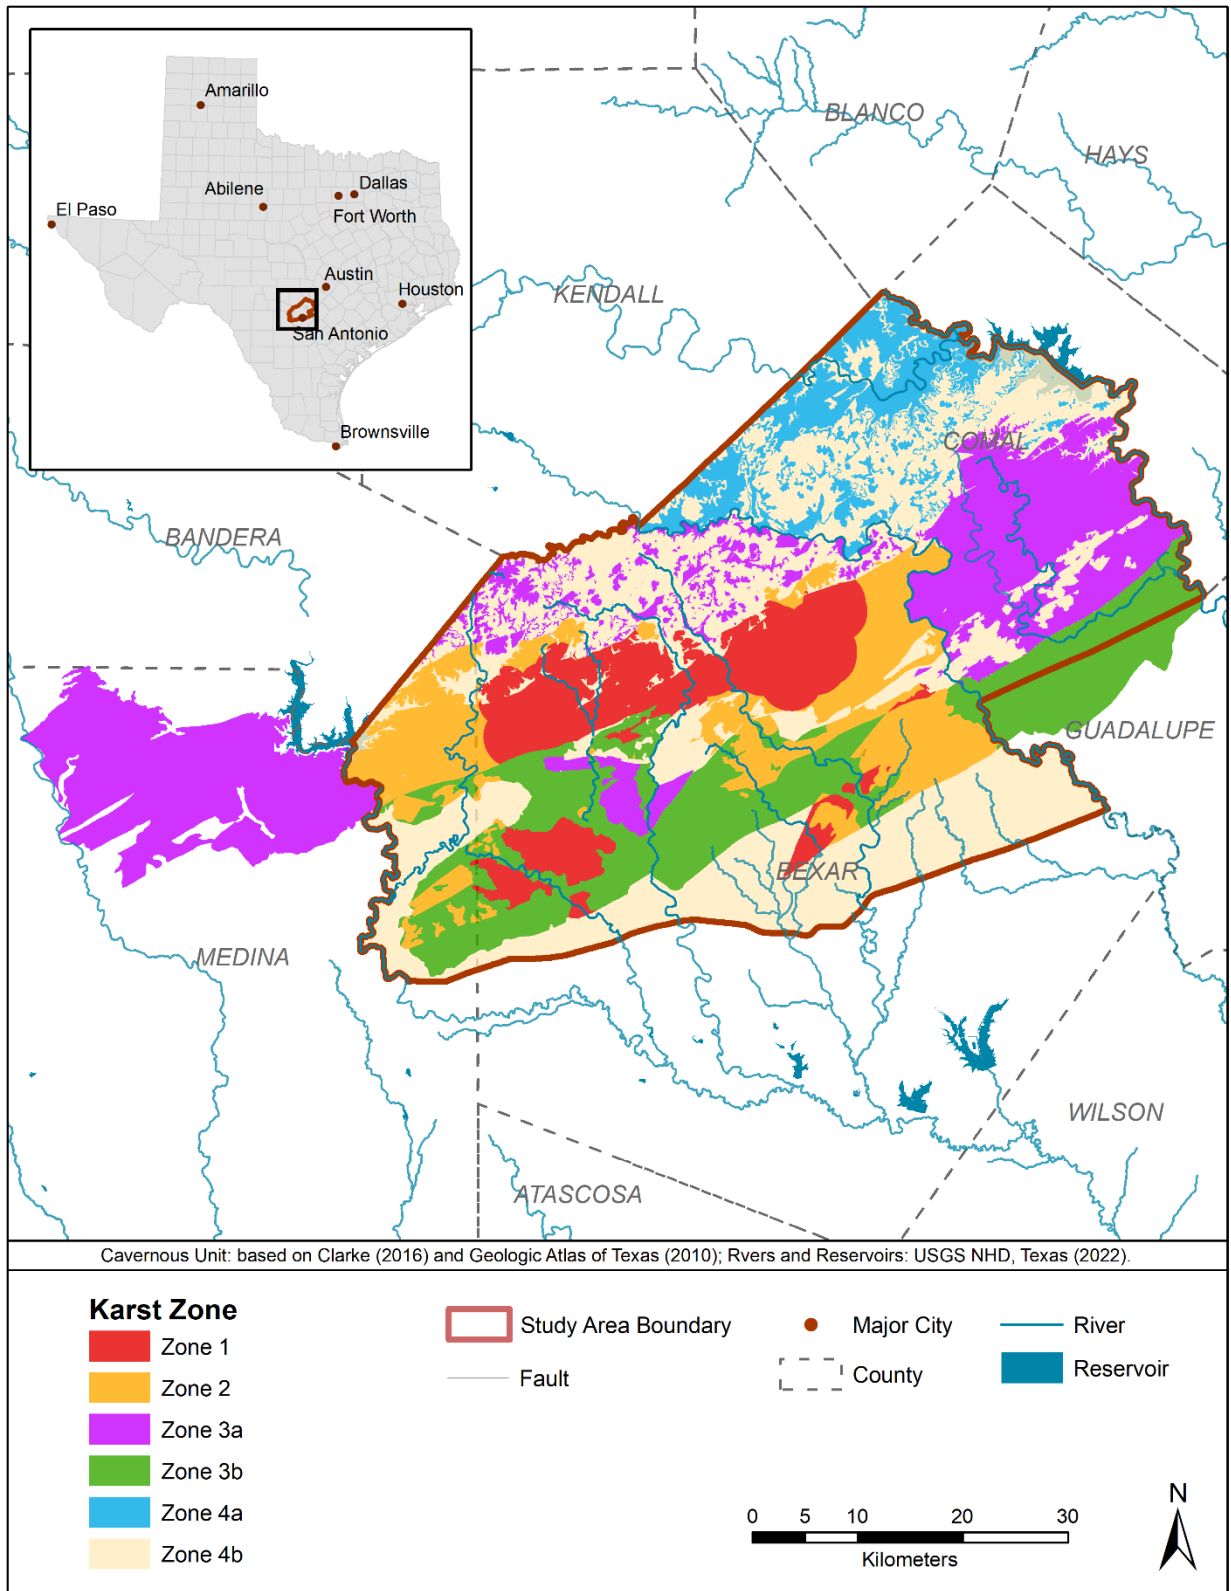 Amarillo
Abilene
Dallas
Fort Worth
El Paso
Austin
Houston
San Antonio
Brownsville
BLANCO
HAYS
KENDALL
COMAL
BANDERA
GUADALUPE
BEXAR
MEDINA
WILSON
ATASCOSA
Cavernous Unit: based on Clarke (2016) and Geologic Atlas of Texas (2010); Rvers and Reservoirs: USGS NHD, Texas (2022).
Karst Zone
Zone 1
Zone 2
Zone 3a
Zone 3b
Zone 4a
Zone 4b
Study Area Boundary
Fault
Major City
County
River
Reservoir
0 5 10 20 30
Kilometers
N